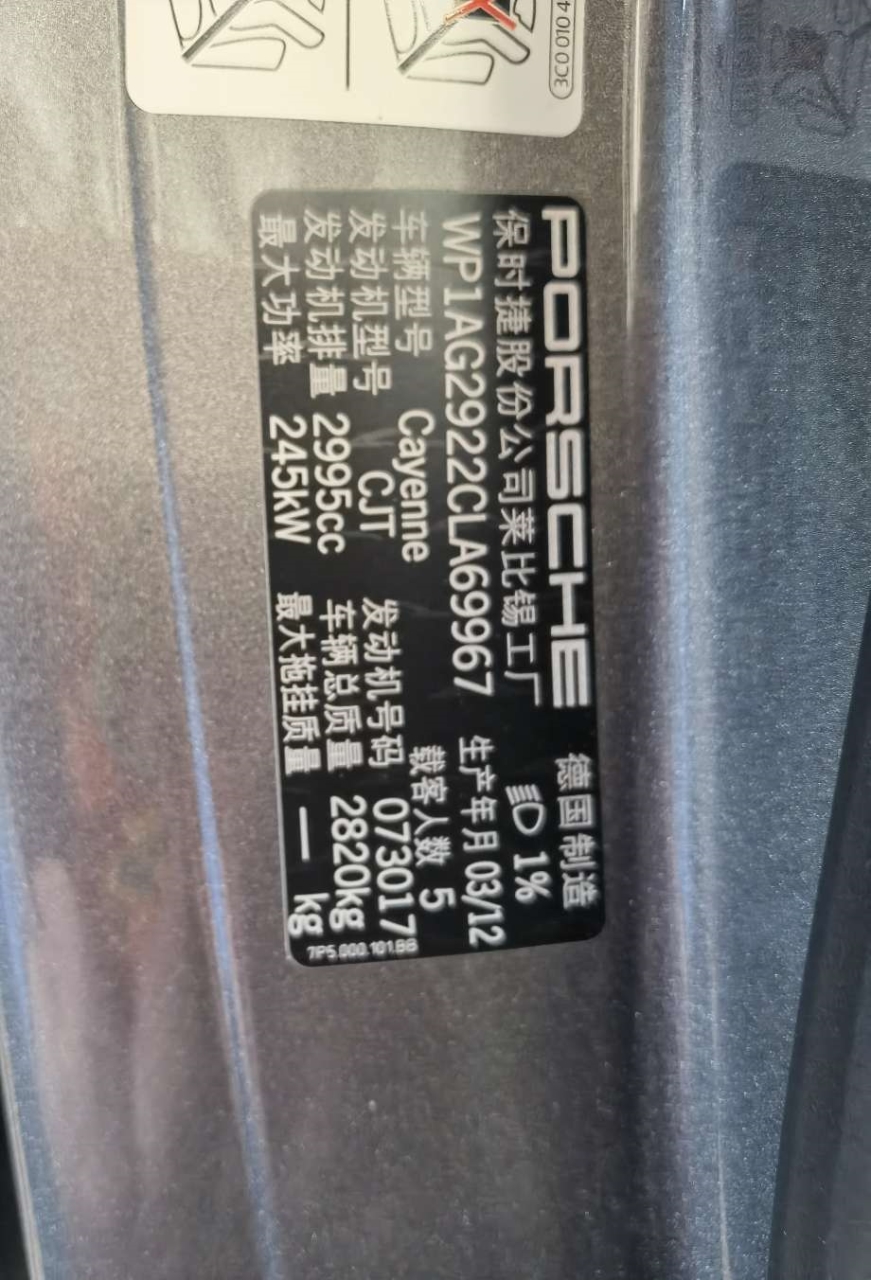 3C0 010 4
PORSCHE 德国制造
保时捷股份公司莱比锡工厂 1%
WP1AG2922CLA69967 生产年月 03/12
车辆型号 Cayenne 载客人数 5
发动机型号 CJT 发动机号码 073017
发动机排量 2995cc 车辆总质量 2820kg
最大功率 245kW 最大拖挂质量 — kg
7P5.000.101.BB